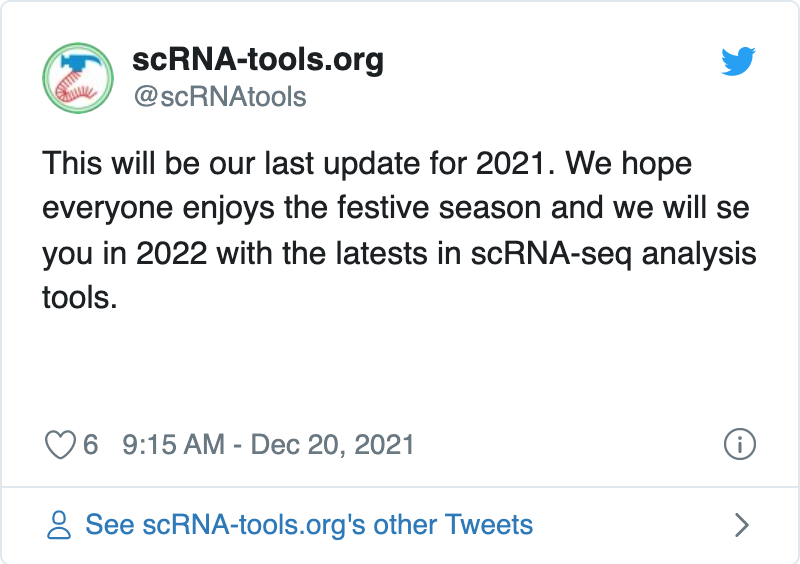 scRNA-tools.org
@scRNAtools
This will be our last update for 2021. We hope
everyone enjoys the festive season and we will se
you in 2022 with the latests in scRNA-seq analysis
tools.
6 9:15 AM - Dec 20, 2021
See scRNA-tools.org's other Tweets